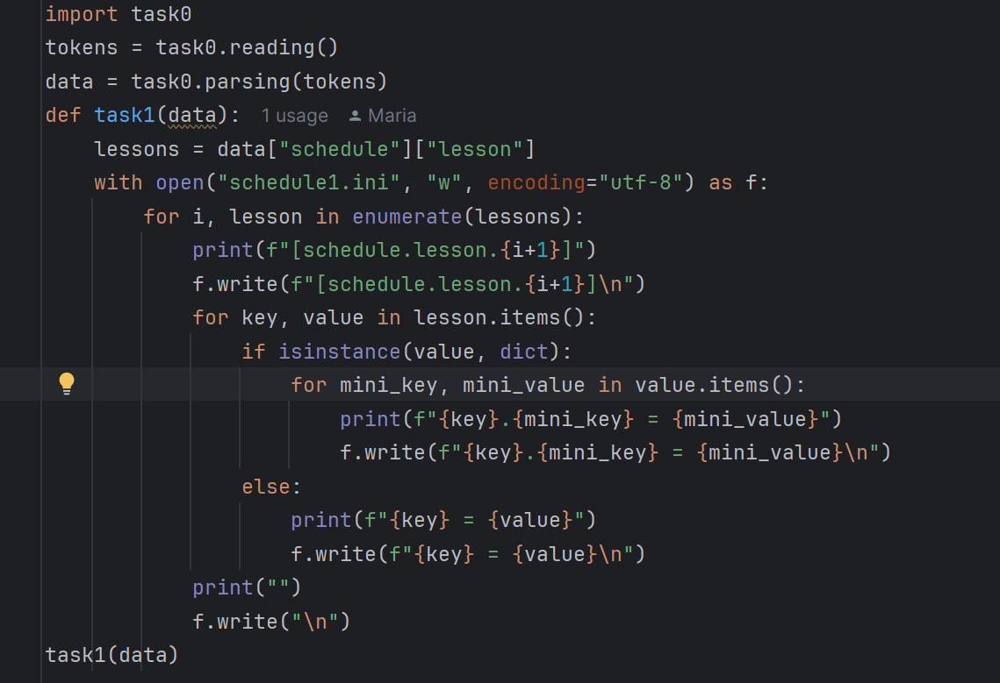 import task0
tokens = task0.reading()
data = task0.parsing(tokens)
def task1(data):  1 usage  Maria
    lessons = data["schedule"]["lesson"]
    with open("schedule1.ini", "w", encoding="utf-8") as f:
        for i, lesson in enumerate(lessons):
            print(f"[schedule.lesson.{i+1}]")
            f.write(f"[schedule.lesson.{i+1}]\n")
            for key, value in lesson.items():
                if isinstance(value, dict):
                    for mini_key, mini_value in value.items():
                        print(f"{key}.{mini_key} = {mini_value}")
                        f.write(f"{key}.{mini_key} = {mini_value}\n")
                else:
                    print(f"{key} = {value}")
                    f.write(f"{key} = {value}\n")
            print("")
            f.write("\n")
task1(data)